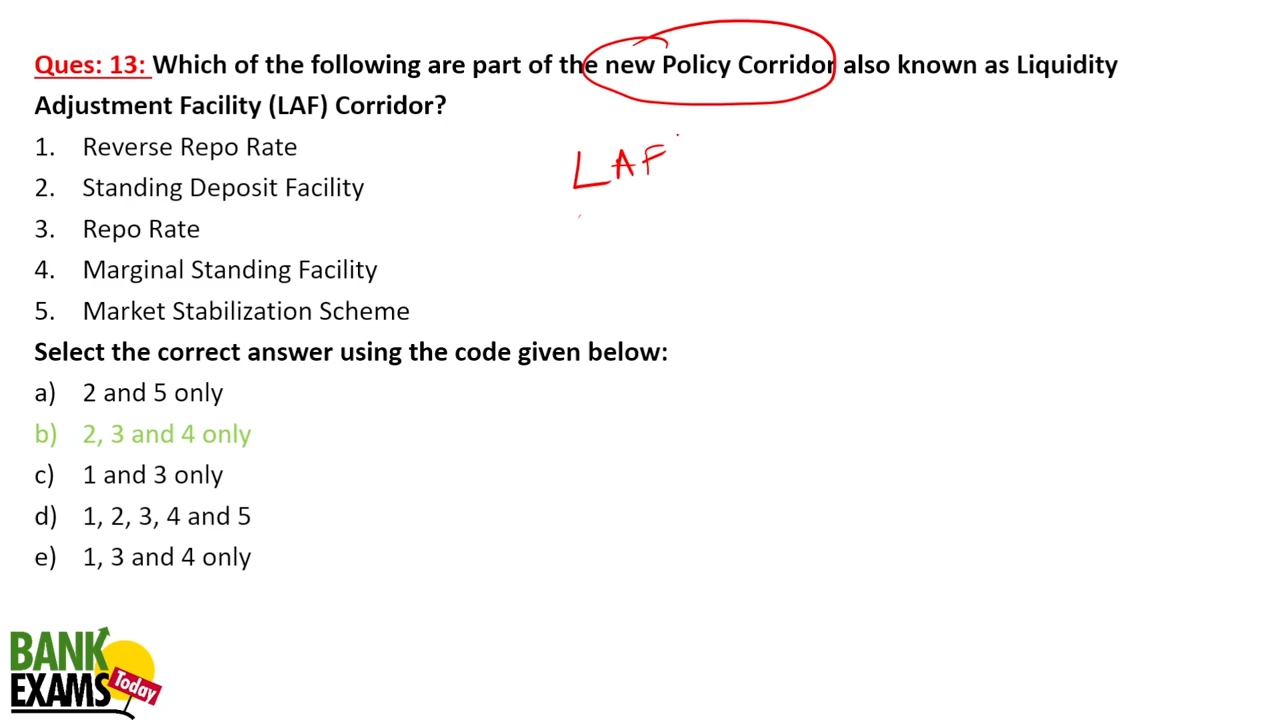 Ques: 13: Which of the following are part of the new Policy Corridor also known as Liquidity
Adjustment Facility (LAF) Corridor?
LAF
1. Reverse Repo Rate
2. Standing Deposit Facility
3. Repo Rate
4. Marginal Standing Facility
5. Market Stabilization Scheme
Select the correct answer using the code given below:
a) 2 and 5 only
b) 2, 3 and 4 only
c) 1 and 3 only
d) 1, 2, 3, 4 and 5
e) 1, 3 and 4 only
BANK
EXAMS
Today